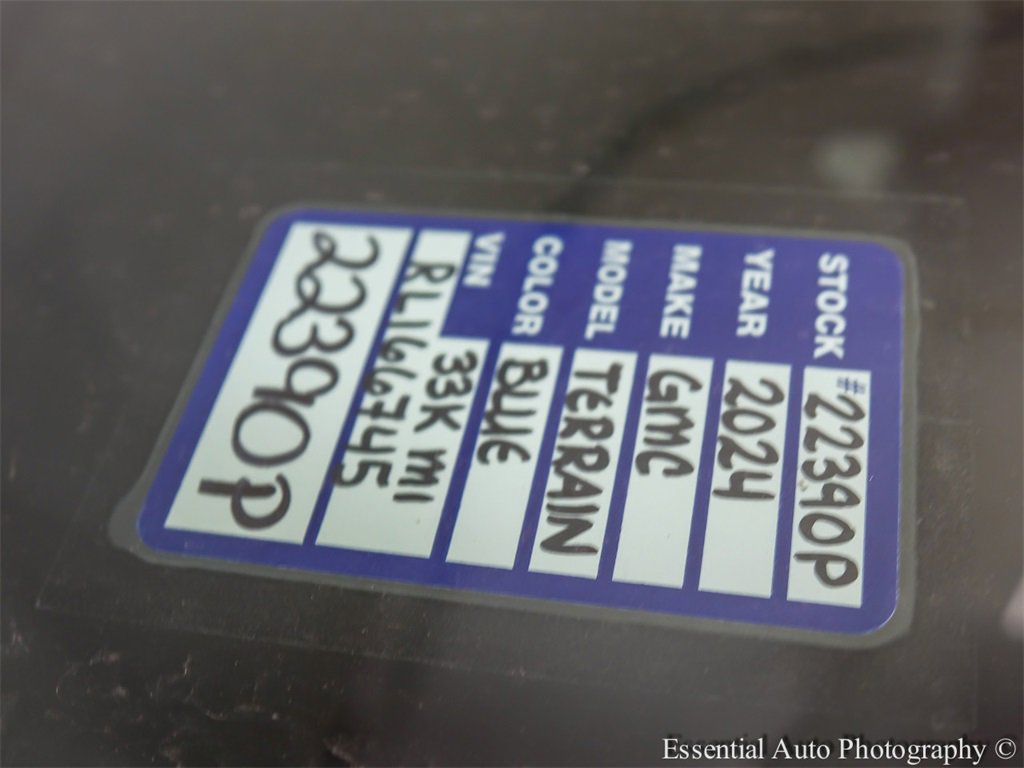 STOCK #22390P
YEAR 2024
MAKE GMC
MODEL TERRAIN
COLOR BLUE
VIN 33K MI
RL166745
22390P
Essential Auto Photography ©